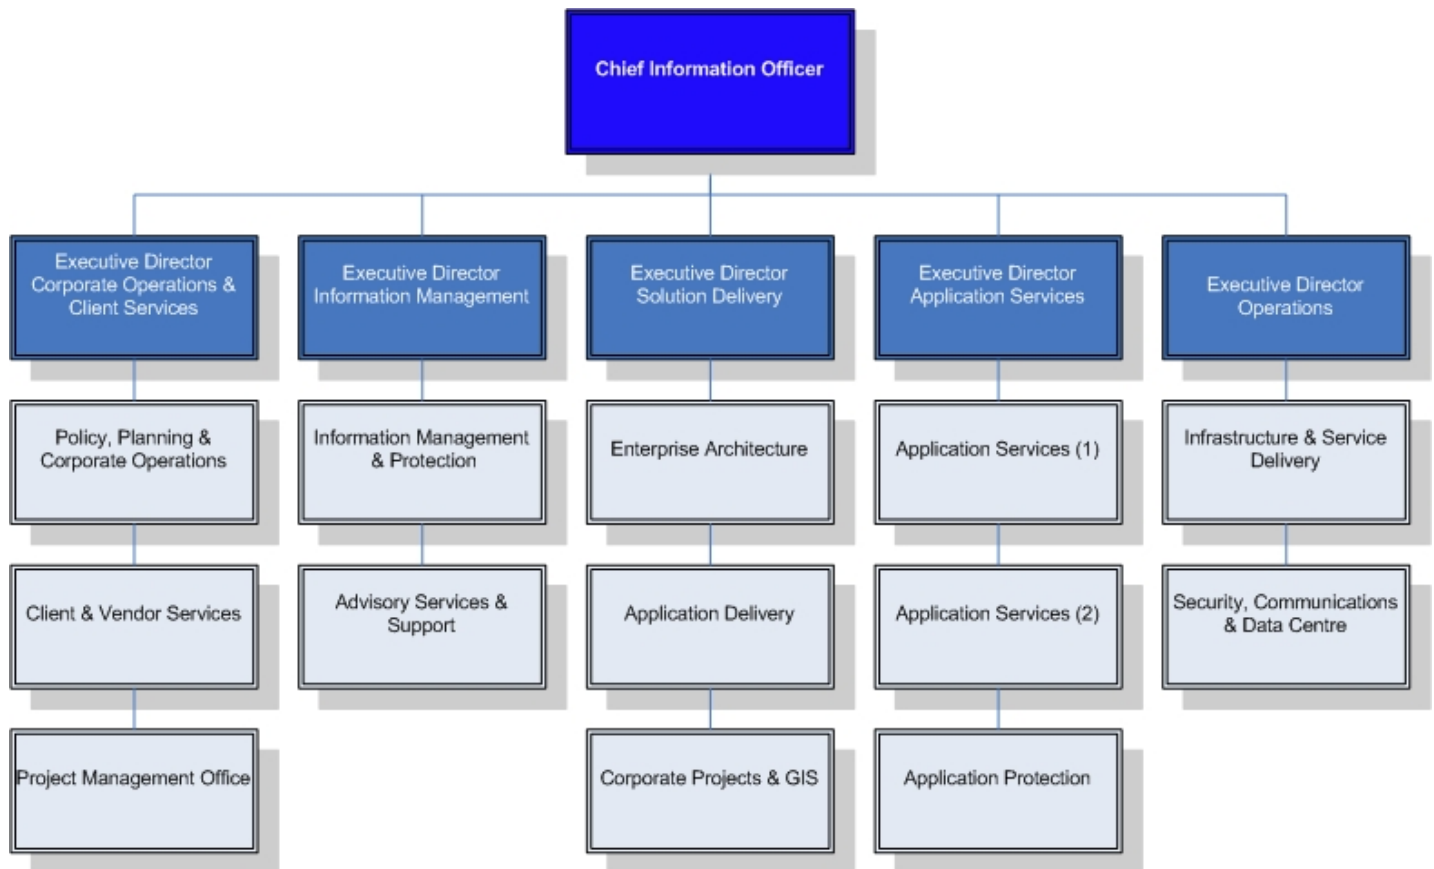 Chief Information Officer
Executive Director
Corporate Operations &
Client Services
Executive Director
Information Management
Executive Director
Solution Delivery
Executive Director
Application Services
Executive Director
Operations
Policy, Planning &
Corporate Operations
Information Management
& Protection
Enterprise Architecture
Application Services (1)
Infrastructure & Service
Delivery
Client & Vendor Services
Advisory Services &
Support
Application Delivery
Application Services (2)
Security, Communications
& Data Centre
Project Management Office
Corporate Projects & GIS
Application Protection